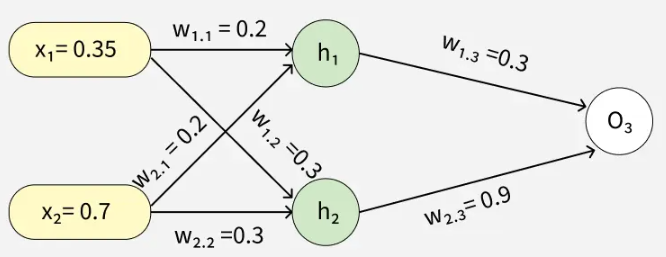 x₁= 0.35
w₁.₁ = 0.2
h₁
w₁.₃ =0.3
O₃
w₂.₁ = 0.2
w₁.₂ =0.3
x₂= 0.7
w₂.₂ =0.3
h₂
w₂.₃= 0.9